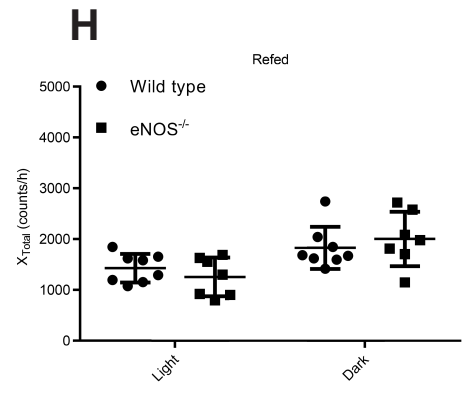 H
Refed
5000
Wild type
4000
eNOS-/-
3000
2000
1000
0
XTotal (counts/h)
Light
Dark